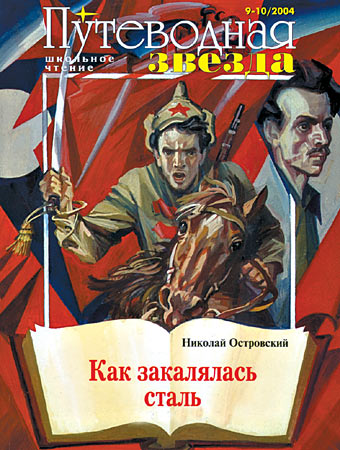 9-10/2004
Путеводная
школьное
чтение
звезда
Николай Островский
Как закалялась
сталь